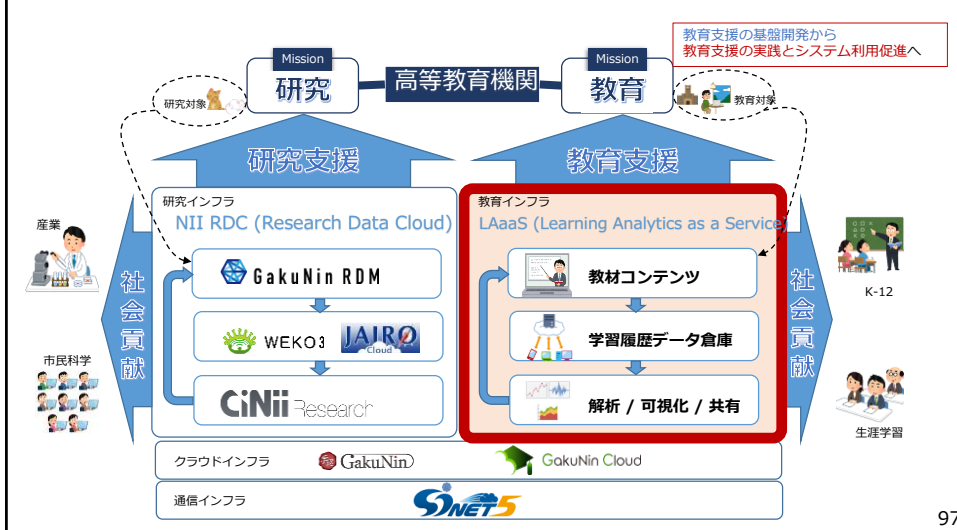 教育支援の基盤開発から
教育支援の実践とシステム利用促進へ
Mission
研究
高等教育機関
Mission
教育
研究対象
教育対象
研究支援
教育支援
研究インフラ
NII RDC (Research Data Cloud)
教育インフラ
LAaaS (Learning Analytics as a Service)
産業
社会貢献
GakuNin RDM
教材コンテンツ
社会貢献
K-12
WEKO3
JAIRO
Cloud
学習履歴データ倉庫
市民科学
CiNii Research
解析 / 可視化 / 共有
生涯学習
クラウドインフラ
GakuNin
GakuNin Cloud
通信インフラ
SINET5
97